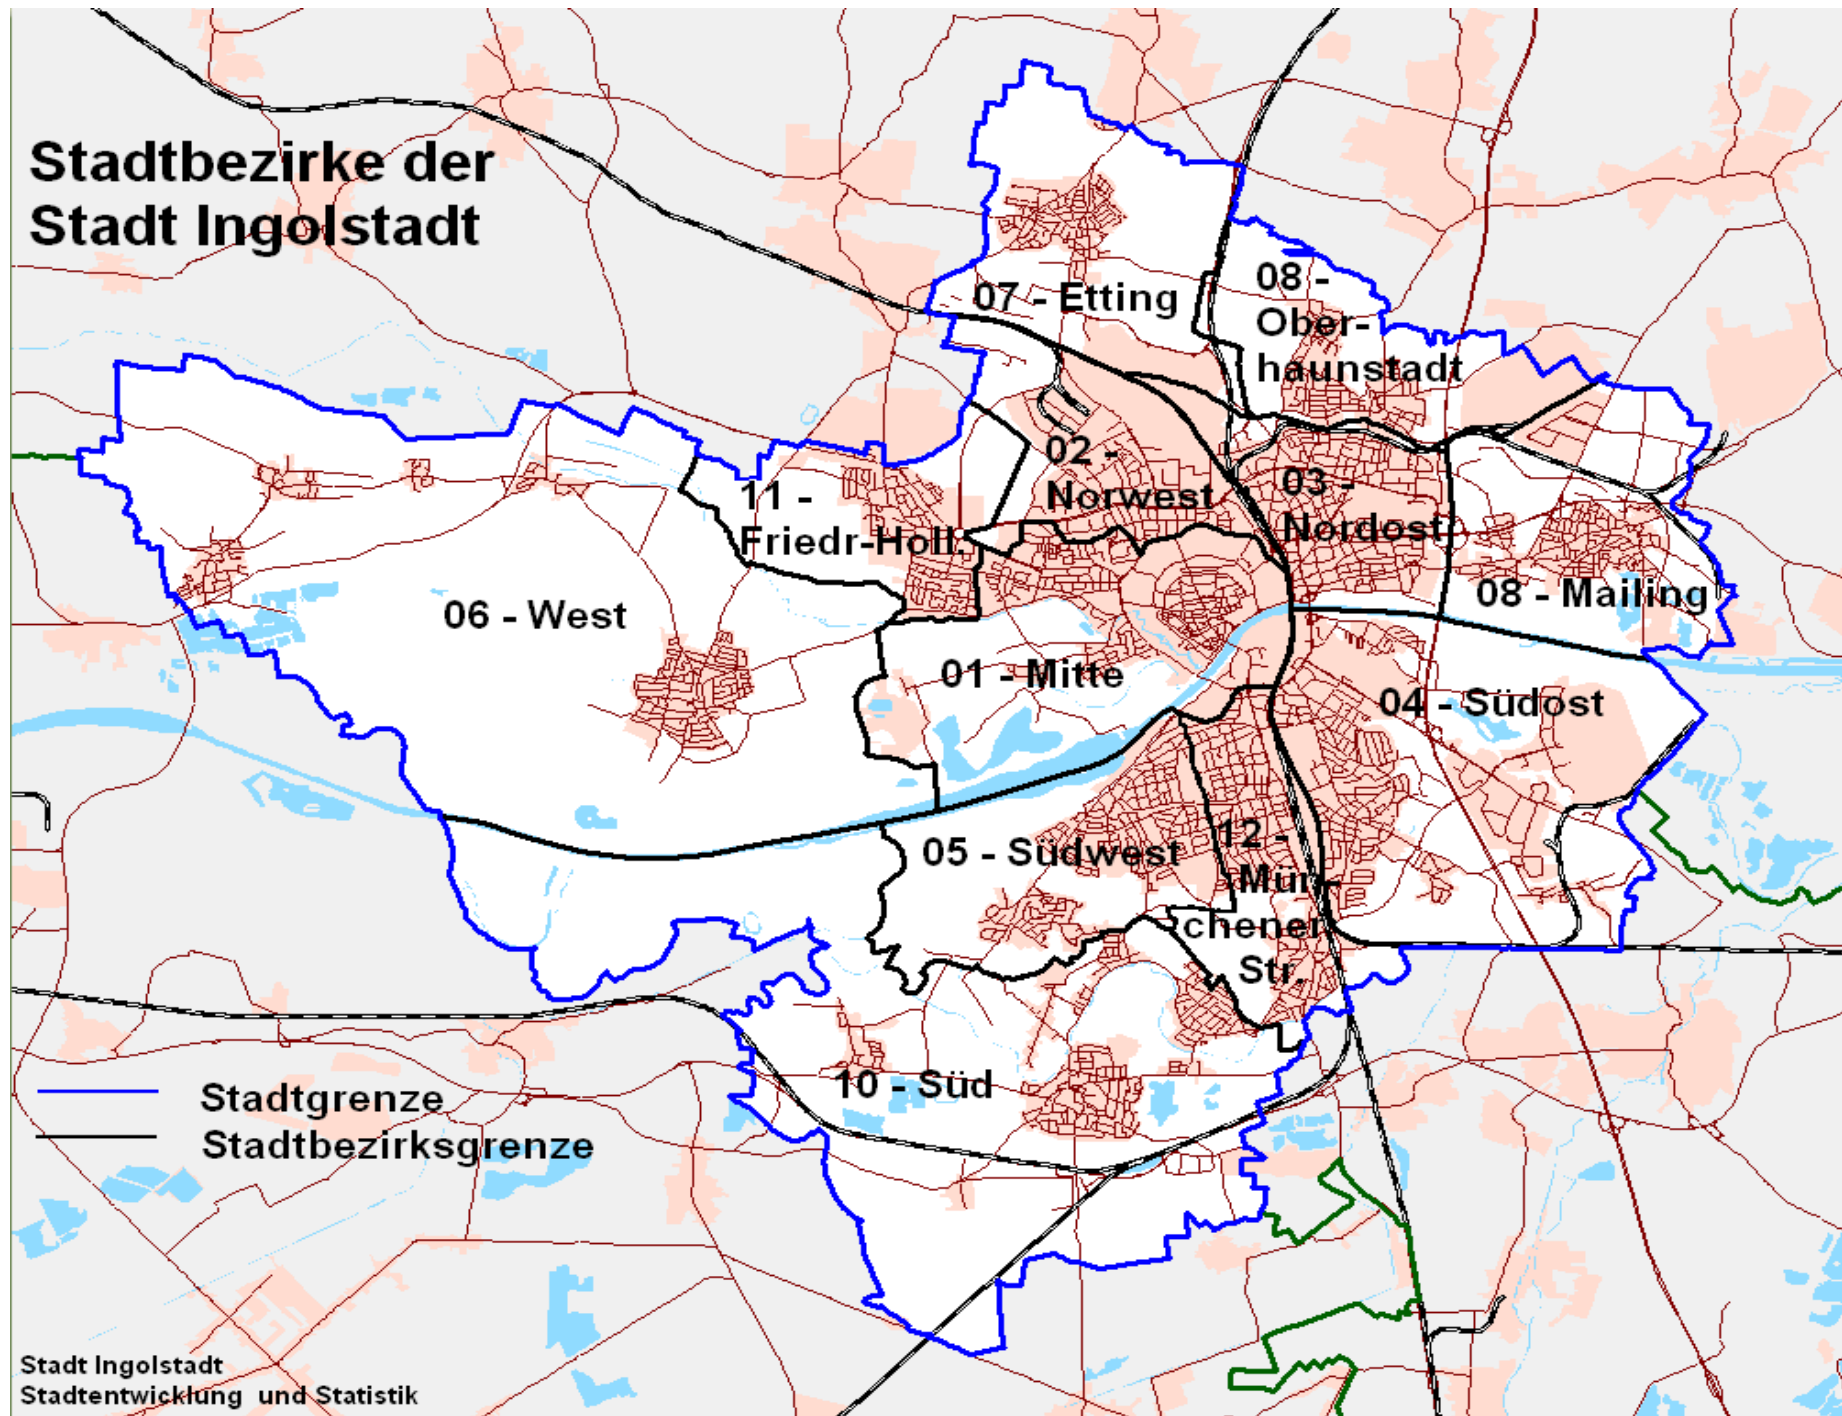 Stadtbezirke der
Stadt Ingolstadt
07 - Etting
08 -
Ober-
haunstadt
02 -
Norwest
03 -
Nordost
11 -
Friedr-Holl.
08 - Mailing
06 - West
01 - Mitte
04 - Südost
05 - Südwest
12 -
Mün-
chener
Str.
10 - Süd
Stadtgrenze
Stadtbezirksgrenze
Stadt Ingolstadt
Stadtentwicklung und Statistik